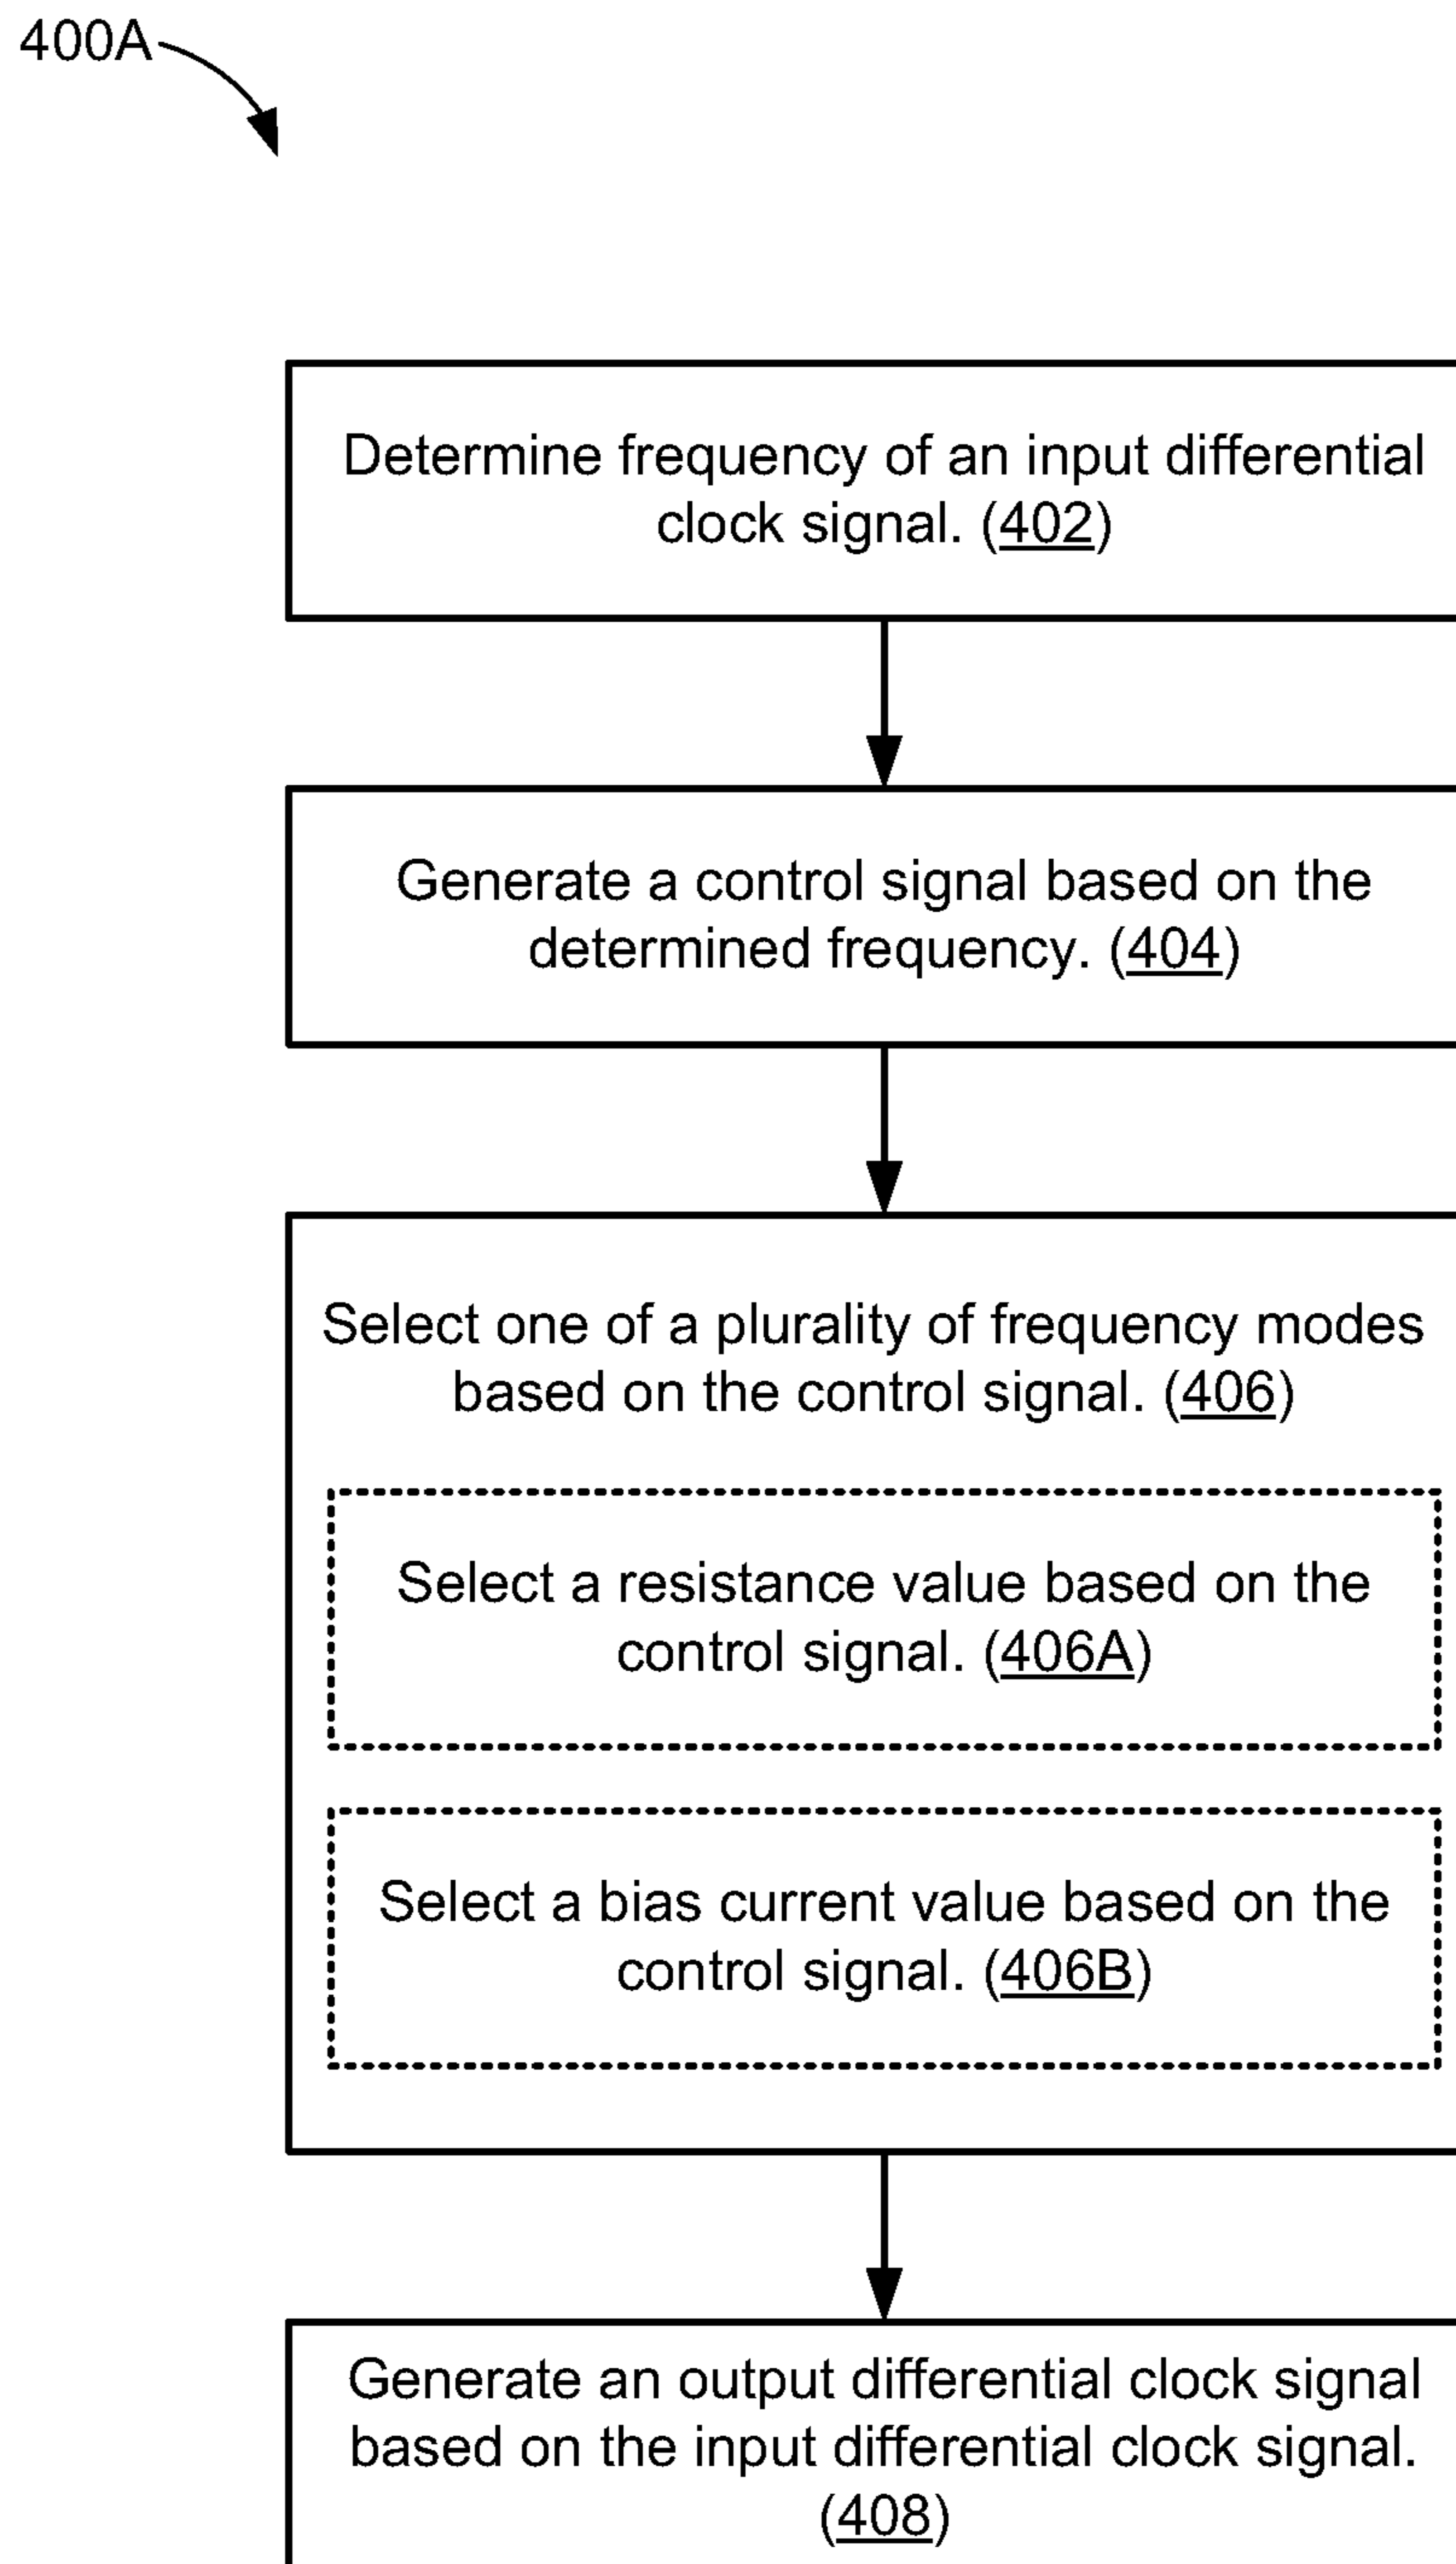 400A
Determine frequency of an input differential
clock signal. (402)
Generate a control signal based on the
determined frequency. (404)
Select one of a plurality of frequency modes
based on the control signal. (406)
Select a resistance value based on the
control signal. (406A)
Select a bias current value based on the
control signal. (406B)
Generate an output differential clock signal
based on the input differential clock signal.
(408)